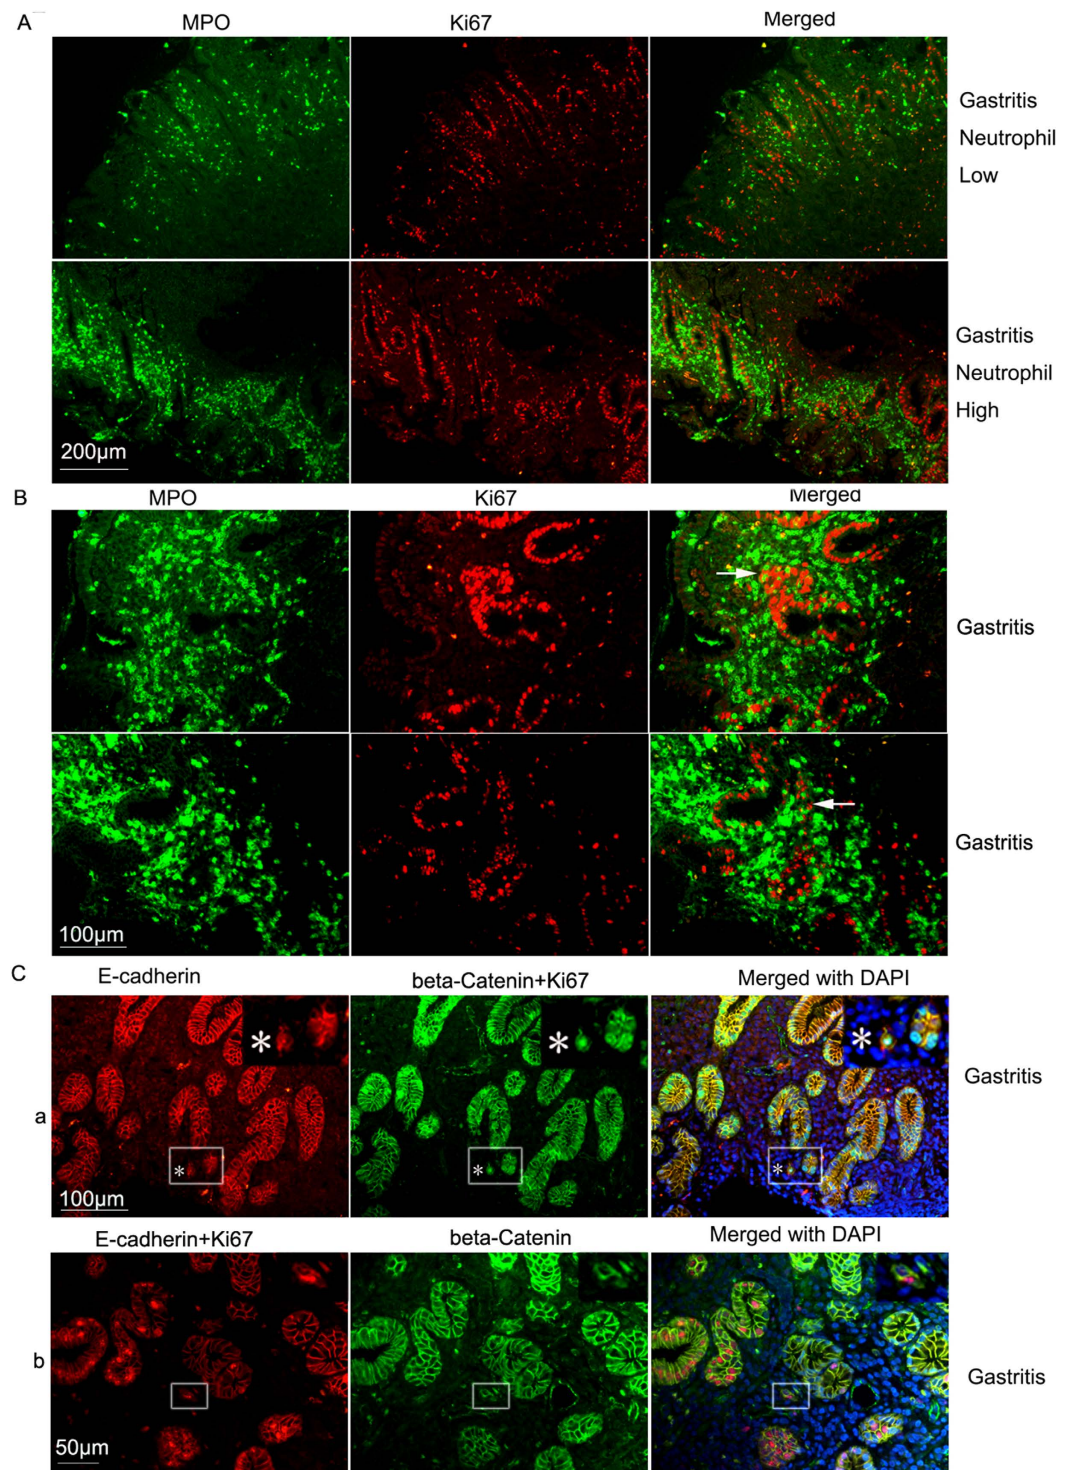 A
MPO Ki67 Merged
Gastritis
Neutrophil
Low
Gastritis
Neutrophil
High
200µm
B
MPO Ki67 Merged
Gastritis
Gastritis
100µm
C
E-cadherin beta-Catenin+Ki67 Merged with DAPI
* * *
Gastritis
a
* * *
100µm
E-cadherin+Ki67 beta-Catenin Merged with DAPI
b
Gastritis
50µm